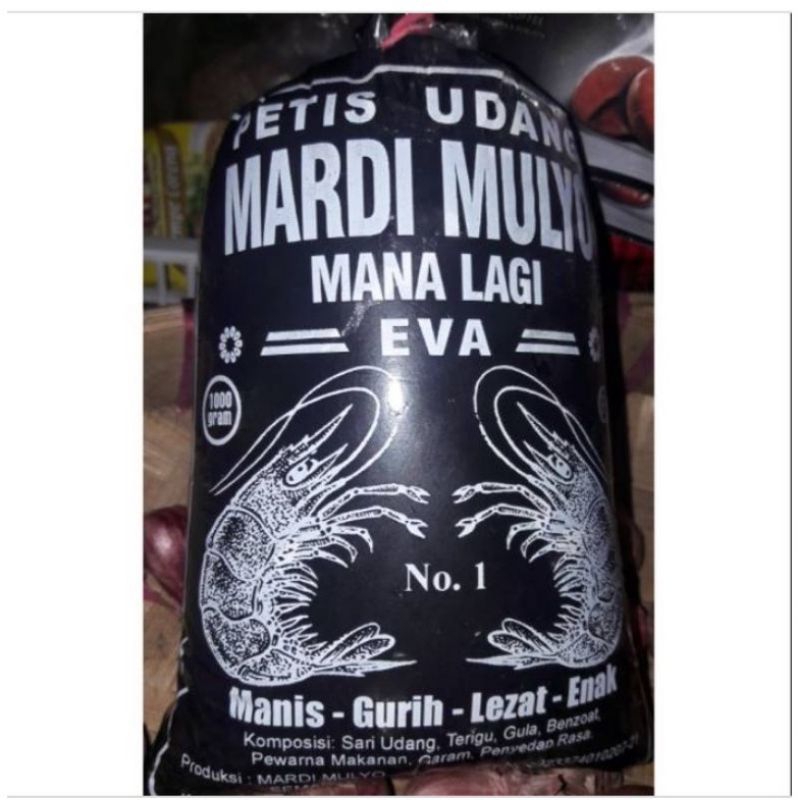 PETIS UDANG
MARDI MULYO
MANA LAGI
EVA
1000
gram
No. 1
Manis - Gurih - Lezat - Enak
Komposisi: Sari Udang, Terigu, Gula, Benzoat,
Pewarna Makanan, Garam, Penyedap Rasa.
Produksi : MARDI MULYO